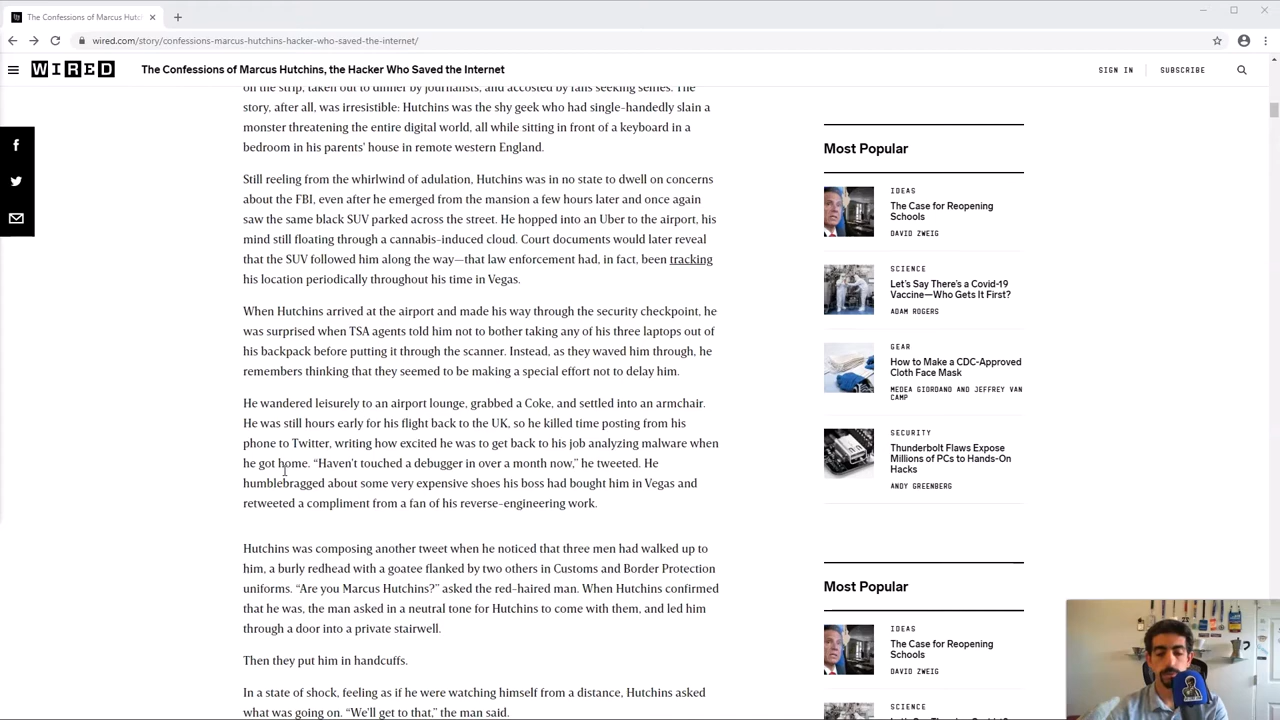 The Confessions of Marcus Hutc
wired.com/story/confessions-marcus-hutchins-hacker-who-saved-the-internet/
WIRED
The Confessions of Marcus Hutchins, the Hacker Who Saved the Internet
SIGN IN
SUBSCRIBE
on the strip, taken out to dinner by journalists, and accosted by fans seeking selfies. The
story, after all, was irresistible: Hutchins was the shy geek who had single-handedly slain a
monster threatening the entire digital world, all while sitting in front of a keyboard in a
bedroom in his parents' house in remote western England.
Still reeling from the whirlwind of adulation, Hutchins was in no state to dwell on concerns
about the FBI, even after he emerged from the mansion a few hours later and once again
saw the same black SUV parked across the street. He hopped into an Uber to the airport, his
mind still floating through a cannabis-induced cloud. Court documents would later reveal
that the SUV followed him along the way—that law enforcement had, in fact, been tracking
his location periodically throughout his time in Vegas.
When Hutchins arrived at the airport and made his way through the security checkpoint, he
was surprised when TSA agents told him not to bother taking any of his three laptops out of
his backpack before putting it through the scanner. Instead, as they waved him through, he
remembers thinking that they seemed to be making a special effort not to delay him.
He wandered leisurely to an airport lounge, grabbed a Coke, and settled into an armchair.
He was still hours early for his flight back to the UK, so he killed time posting from his
phone to Twitter, writing how excited he was to get back to his job analyzing malware when
he got home. “Haven't touched a debugger in over a month now,” he tweeted. He
humblebragged about some very expensive shoes his boss had bought him in Vegas and
retweeted a compliment from a fan of his reverse-engineering work.
Hutchins was composing another tweet when he noticed that three men had walked up to
him, a burly redhead with a goatee flanked by two others in Customs and Border Protection
uniforms. “Are you Marcus Hutchins?” asked the red-haired man. When Hutchins confirmed
that he was, the man asked in a neutral tone for Hutchins to come with them, and led him
through a door into a private stairwell.
Then they put him in handcuffs.
In a state of shock, feeling as if he were watching himself from a distance, Hutchins asked
what was going on. “We'll get to that,” the man said.
Most Popular
IDEAS
The Case for Reopening
Schools
DAVID ZWEIG
SCIENCE
Let's Say There's a Covid-19
Vaccine—Who Gets It First?
ADAM ROGERS
GEAR
How to Make a CDC-Approved
Cloth Face Mask
MEDEA GIORDANO AND JEFFREY VAN
CAMP
SECURITY
Thunderbolt Flaws Expose
Millions of PCs to Hands-On
Hacks
ANDY GREENBERG
Most Popular
IDEAS
The Case for Reopening
Schools
DAVID ZWEIG
SCIENCE